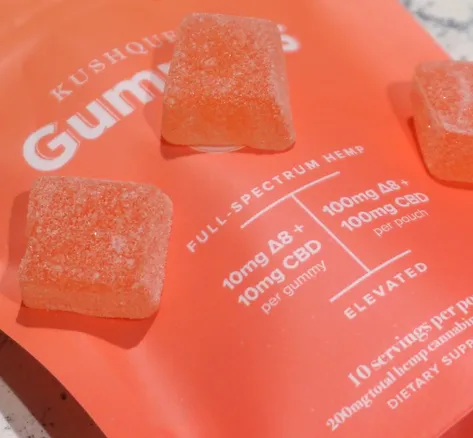 KUSHQUE
Gum s
FULL-SPECTRUM HEMP
10mg Δ8 +
10mg CBD
per gummy
100mg Δ8 +
100mg CBD
per pouch
ELEVATED
10 servings per po
200mg total hemp cannabin
DIETARY SUPP